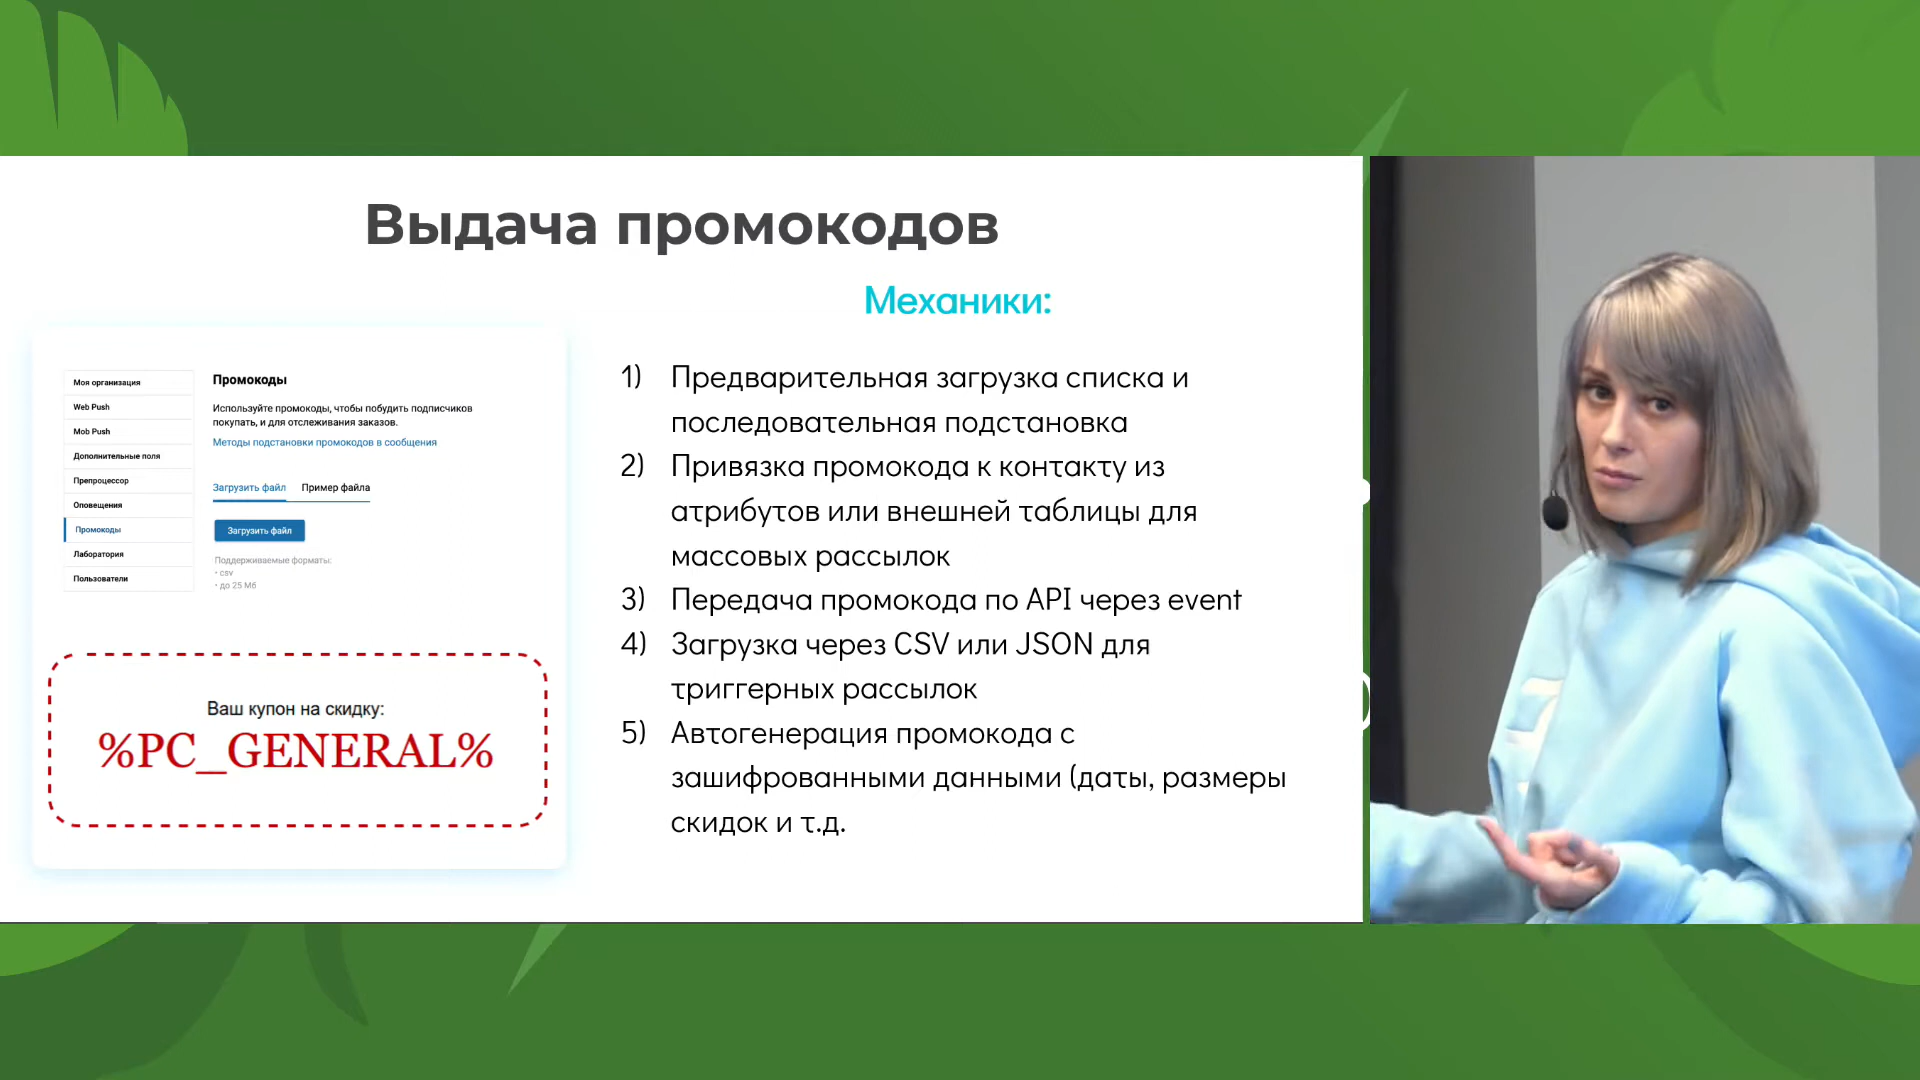 Выдача промокодов
Механики:
Моя организация
Web Push
Mob Push
Дополнительные поля
Препроцессор
Оповещения
Промокоды
Лаборатория
Пользователи
Промокоды
Используйте промокоды, чтобы побудить подписчиков
покупать, и для отслеживания заказов.
Методы подстановки промокодов в сообщения
Загрузить файл Пример файла
Загрузить файл
Поддерживаемые форматы:
• csv
• до 25 Мб
Ваш купон на скидку:
%PC_GENERAL%
1) Предварительная загрузка списка и
последовательная подстановка
2) Привязка промокода к контакту из
атрибутов или внешней таблицы для
массовых рассылок
3) Передача промокода по API через event
4) Загрузка через CSV или JSON для
триггерных рассылок
5) Автогенерация промокода с
зашифрованными данными (даты, размеры
скидок и т.д.